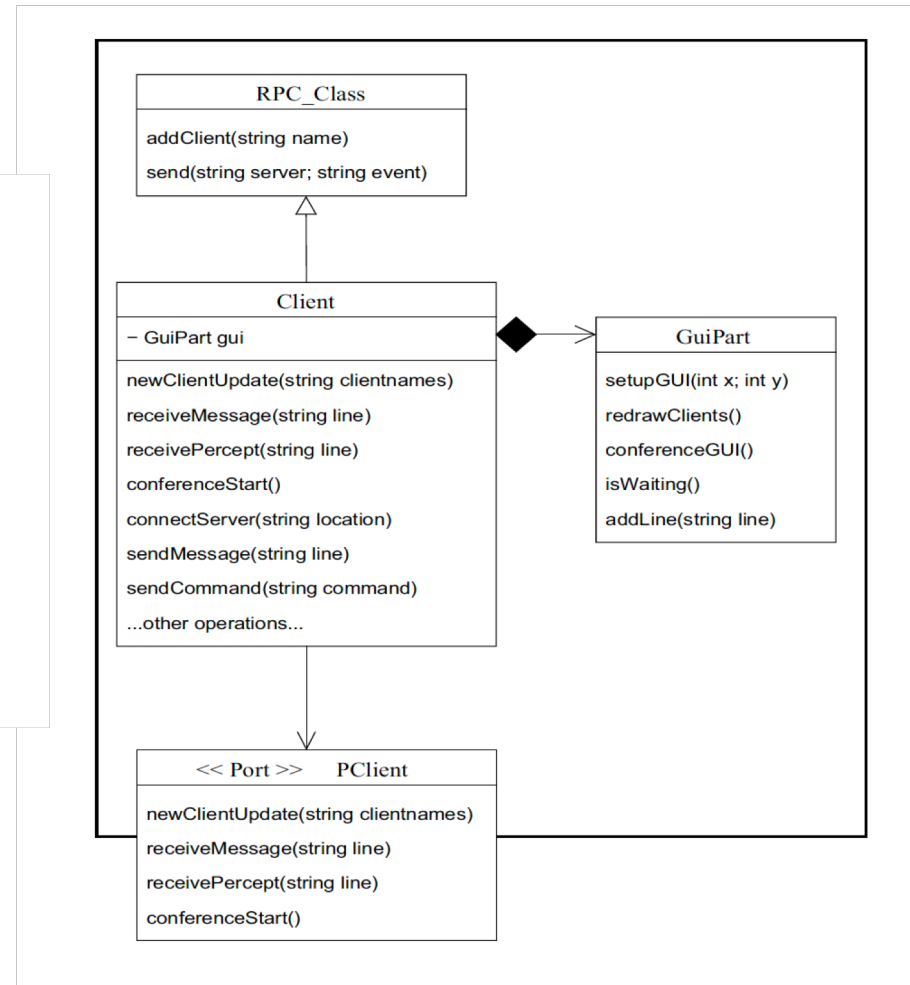 RPC_Class
addClient(string name)
send(string server; string event)
Client
− GuiPart gui
newClientUpdate(string clientnames)
receiveMessage(string line)
receivePercept(string line)
conferenceStart()
connectServer(string location)
sendMessage(string line)
sendCommand(string command)
...other operations...
GuiPart
setupGUI(int x; int y)
redrawClients()
conferenceGUI()
isWaiting()
addLine(string line)
<< Port >> PClient
newClientUpdate(string clientnames)
receiveMessage(string line)
receivePercept(string line)
conferenceStart()